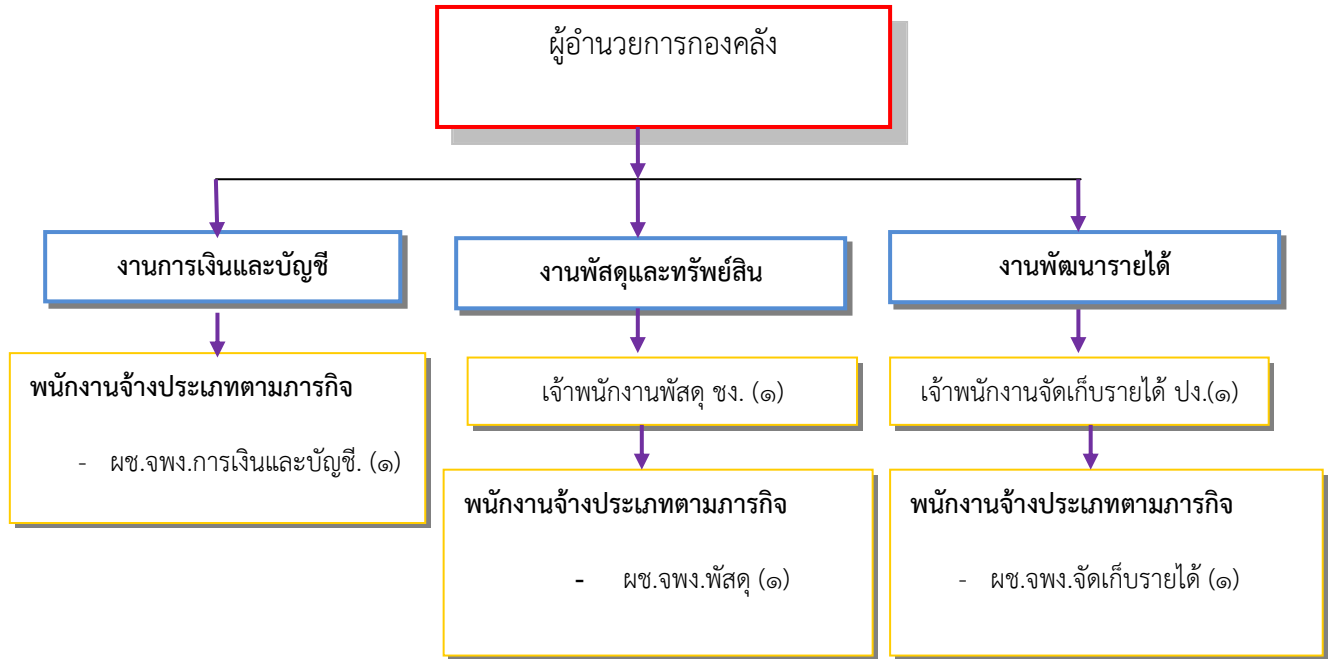 ผู้อำนวยการกองคลัง
งานการเงินและบัญชี
งานพัสดุและทรัพย์สิน
งานพัฒนารายได้
พนักงานจ้างประเภทตามภารกิจ
- ผช.จพง.การเงินและบัญชี. (๑)
เจ้าพนักงานพัสดุ ชง. (๑)
เจ้าพนักงานจัดเก็บรายได้ ปง.(๑)
พนักงานจ้างประเภทตามภารกิจ
- ผช.จพง.พัสดุ (๑)
พนักงานจ้างประเภทตามภารกิจ
- ผช.จพง.จัดเก็บรายได้ (๑)